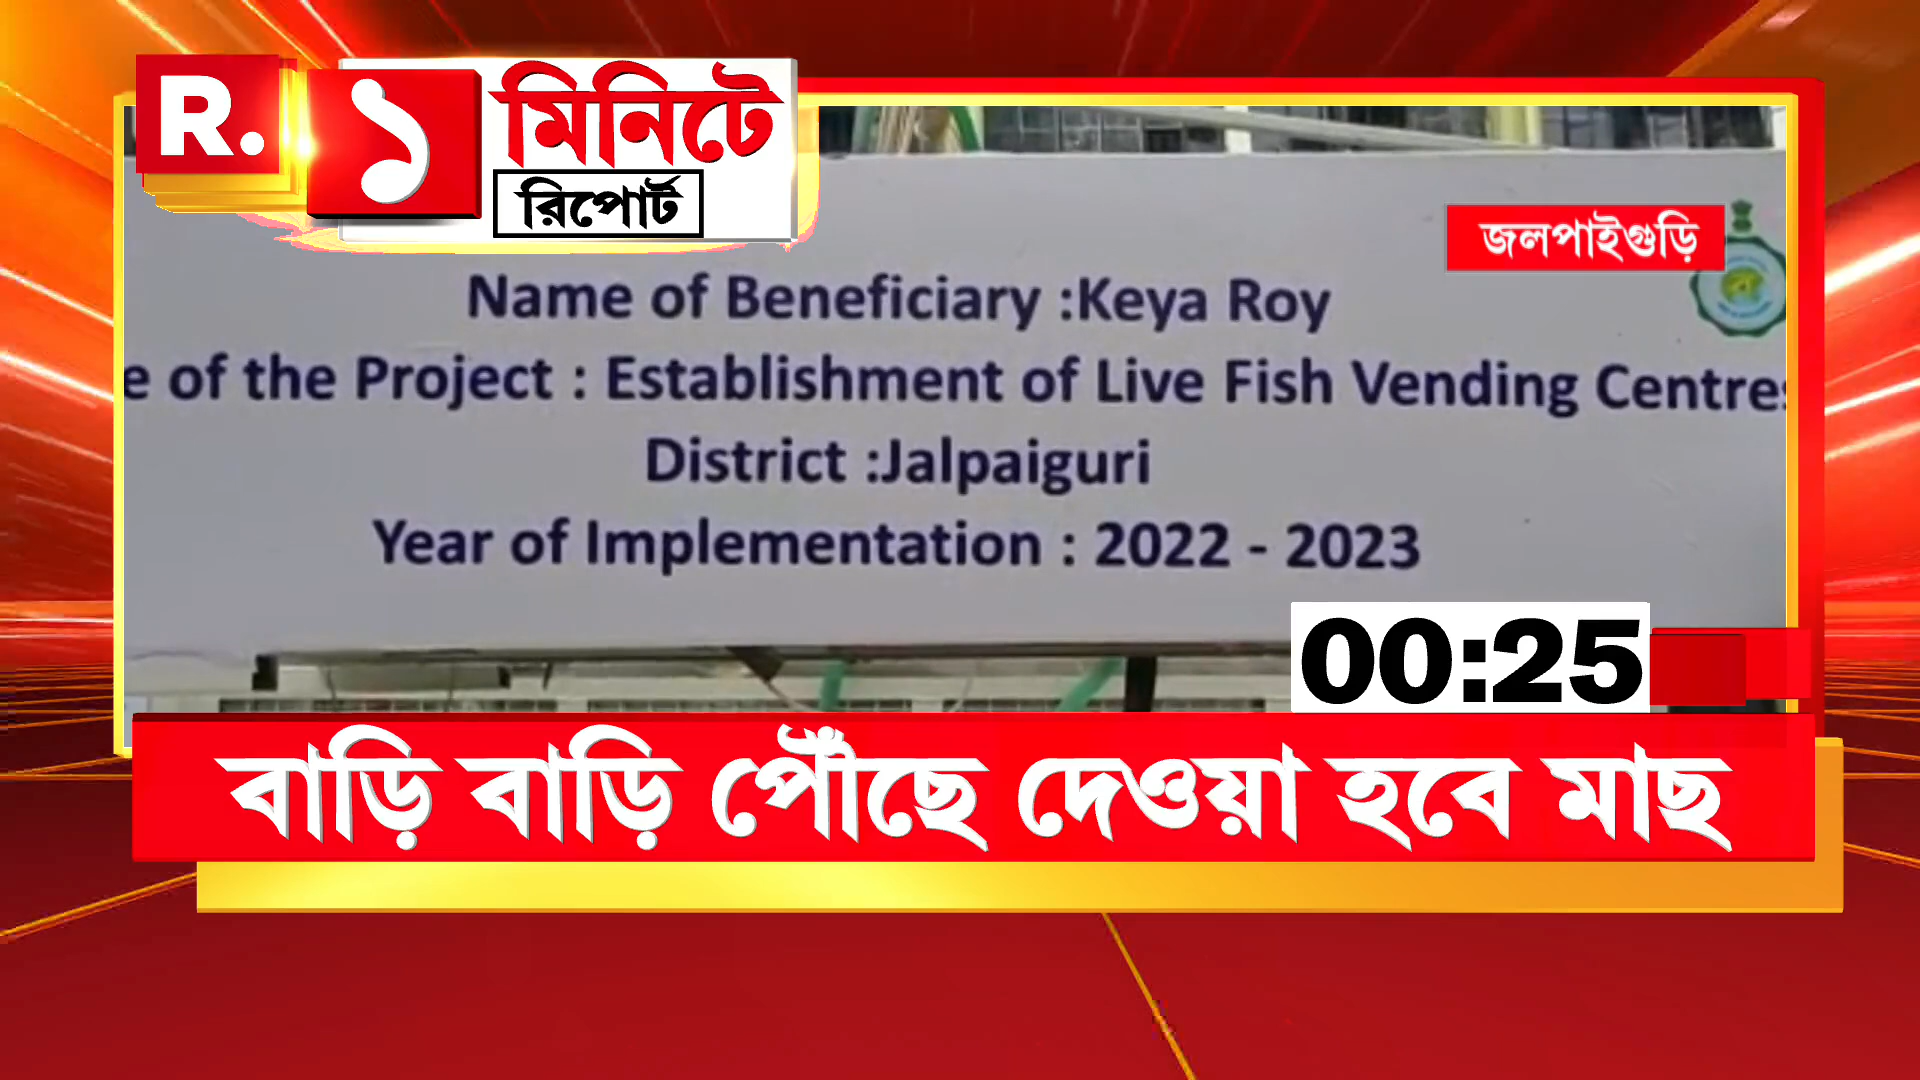 R.
১ মিনিটে
রিপোর্ট
জলপাইগুড়ি
Name of Beneficiary :Keya Roy
e of the Project : Establishment of Live Fish Vending Centres
District :Jalpaiguri
Year of Implementation : 2022 - 2023
00:25
বাড়ি বাড়ি পৌঁছে দেওয়া হবে মাছ